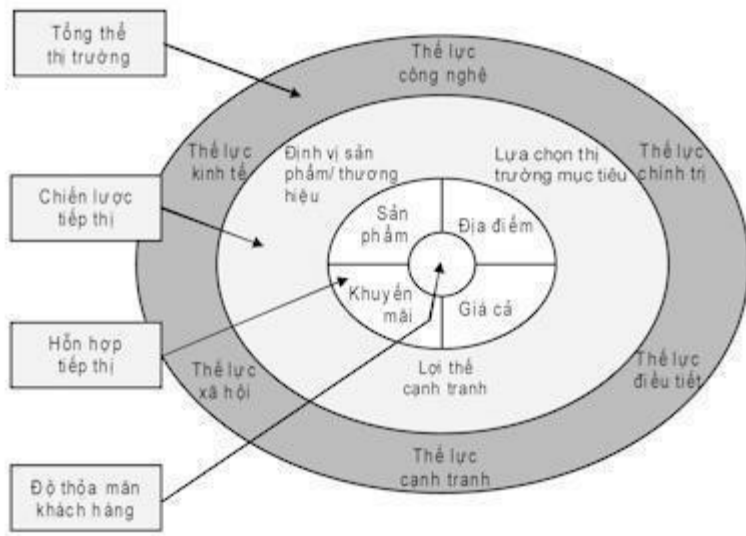 Tổng thể
thị trường
Chiến lược
tiếp thị
Hỗn hợp
tiếp thị
Độ thỏa mãn
khách hàng
Thế lực
công nghệ
Thế lực
kinh tế
Thế lực
chính trị
Thế lực
xã hội
Thế lực
điều tiết
Thế lực
cạnh tranh
Định vị sản
phẩm/ thương
hiệu
Lựa chọn thị
trường mục tiêu
Lợi thế
cạnh tranh
Sản
phẩm
Địa điểm
Khuyến
mãi
Giá cả